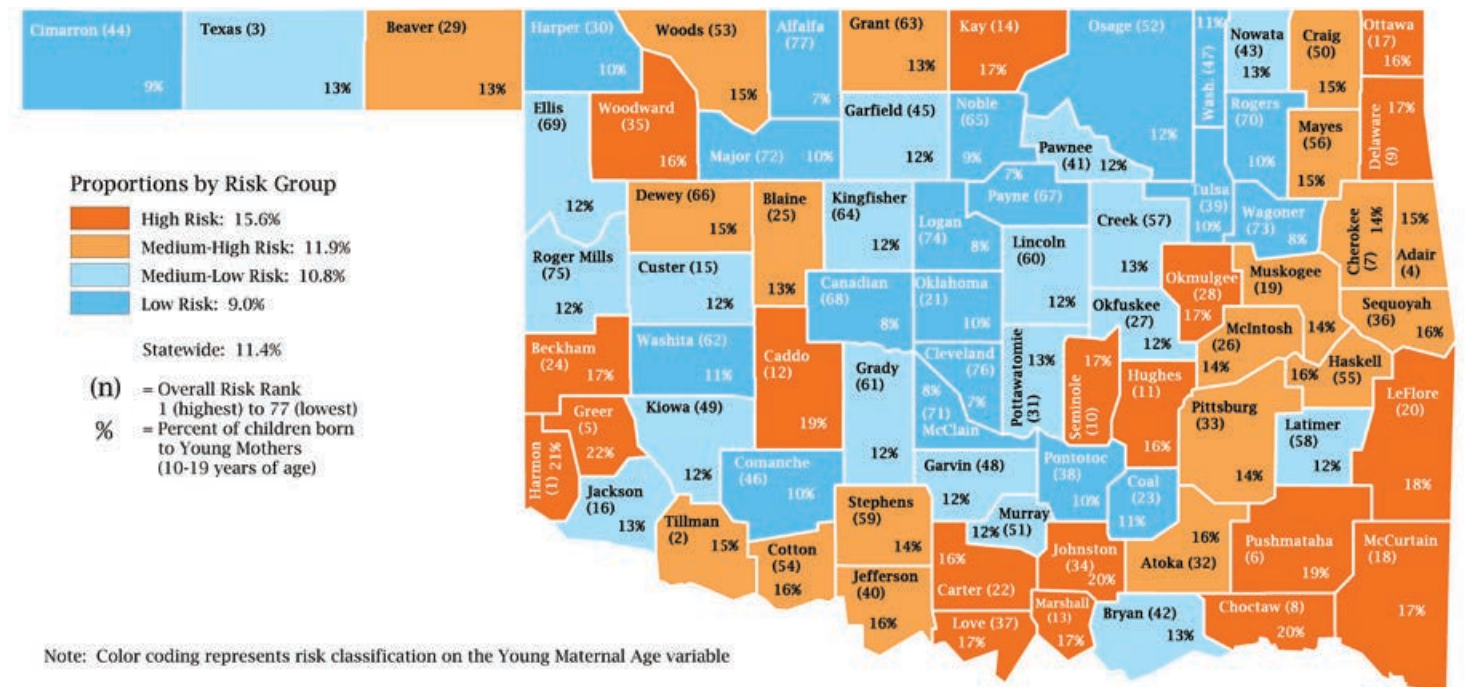 Cimarron (44)
9%
Texas (3)
13%
Beaver (29)
13%
Harper (30)
10%
Woods (53)
15%
Alfalfa
(77)
7%
Grant (63)
13%
Kay (14)
17%
Osage (52)
12%
11%
Wash. (47)
Nowata
(43)
13%
Craig
(50)
15%
Ottawa
(17)
16%
Ellis
(69)
12%
Woodward
(35)
16%
Major (72) 10%
Garfield (45)
12%
Noble
(65)
9%
Pawnee
(41) 12%
Rogers
(70)
10%
Mayes
(56)
15%
17%
Delaware
(9)
Proportions by Risk Group
High Risk: 15.6%
Medium-High Risk: 11.9%
Medium-Low Risk: 10.8%
Low Risk: 9.0%
Statewide: 11.4%
(n) = Overall Risk Rank
1 (highest) to 77 (lowest)
% = Percent of children born
to Young Mothers
(10-19 years of age)
Dewey (66)
15%
Blaine
(25)
13%
Kingfisher
(64)
12%
Logan
(74)
8%
7%
Payne (67)
Creek (57)
13%
Tulsa
(39)
10%
Wagoner
(73)
8%
Cherokee
(7)
14%
15%
Adair
(4)
Roger Mills
(75)
12%
Custer (15)
12%
Canadian
(68)
8%
Oklahoma
(21)
10%
Lincoln
(60)
12%
Okfuskee
(27)
12%
Okmulgee
(28)
17%
Muskogee
(19)
14%
Sequoyah
(36)
16%
McIntosh
(26)
14%
16%
Haskell
(55)
Beckham
(24)
17%
Washita (62)
11%
Caddo
(12)
19%
Grady
(61)
12%
Cleveland
(76)
7%
8%
(71)
McClain
Pottawatomie
(31)
13%
17%
Seminole
(10)
Hughes
(11)
16%
Pittsburg
(33)
14%
Latimer
(58)
12%
LeFlore
(20)
18%
Greer
(5)
22%
Harmon
(1) 21%
Kiowa (49)
12%
Jackson
(16)
13%
Comanche
(46)
10%
Tillman
(2)
15%
Cotton
(54)
16%
Stephens
(59)
14%
Jefferson
(40)
16%
Garvin (48)
12%
Murray
12% (51)
Pontotoc
(38)
10%
Coal
(23)
11%
16%
Atoka (32)
Pushmataha
(6)
19%
McCurtain
(18)
17%
16%
Carter (22)
Johnston
(34)
20%
Love (37)
17%
Marshall
(13)
17%
Bryan (42)
13%
Choctaw (8)
20%
Note: Color coding represents risk classification on the Young Maternal Age variable